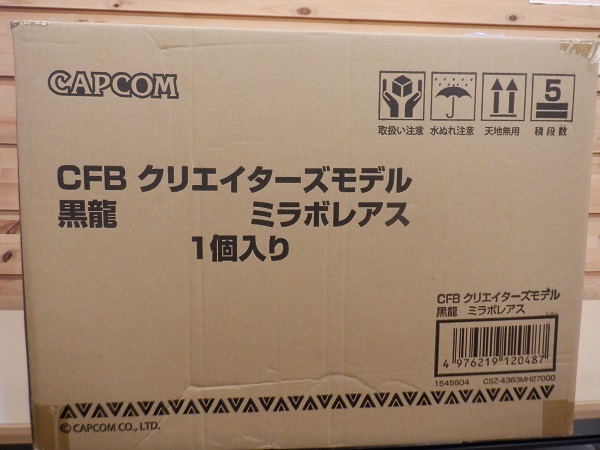 CAPCOM
5
取扱い注意 水ぬれ注意 天地無用 積段数
CFB クリエイターズモデル
黒龍 ミラボレアス
1個入り
CFB クリエイターズモデル
黒龍 ミラボレアス
4 976219 120487
1545604 CSZ-4363MH27000
© CAPCOM CO., LTD.